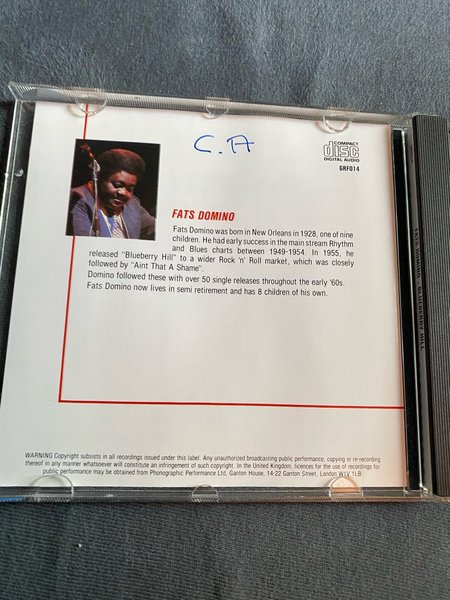 C.A
COMPACT
disc
DIGITAL AUDIO
GRF014
FATS DOMINO
Fats Domino was born in New Orleans in 1928, one of nine
children. He had early success in the main stream Rhythm
and Blues charts between 1949-1954. In 1955, he
released "Blueberry Hill" to a wider Rock 'n' Roll market, which was closely
followed by "Aint That A Shame".
Domino followed these with over 50 single releases throughout the early '60s.
Fats Domino now lives in semi retirement and has 8 children of his own.
WARNING Copyright subsists in all recordings issued under this label. Any unauthorized broadcasting public performance, copying or re-recording
thereof in any manner whatsoever will constitute an infringement of such copyright. In the United Kingdom, licences for the use of recordings for
public performance may be obtained from Phonographic Performance Ltd, Ganton House, 14-22 Ganton Street, London W1V 1LB.